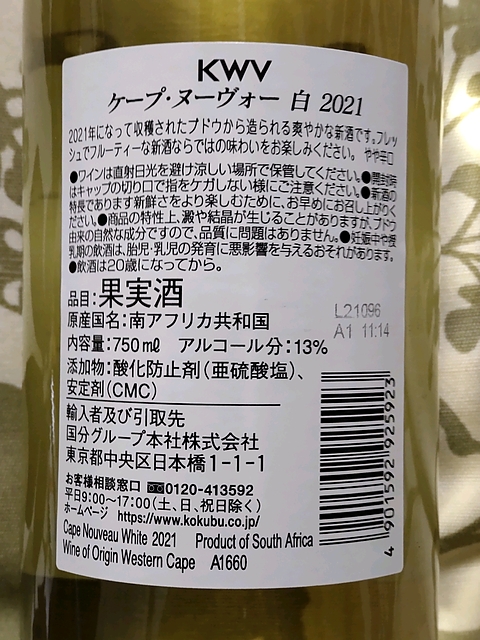 KWV
ケープ・ヌーヴォー 白 2021
2021年になって収穫されたブドウから造られる爽やかな新酒です。フレッ
シュでフルーティーな新酒ならではの味わいをお楽しみください。 やや辛口
●ワインは直射日光を避け涼しい場所で保管してください。●開封時
はキャップの切り口で指をケガしない様にご注意ください。●新酒の
特長であります新鮮さをより楽しむために、お早めにお召し上がりく
ださい。●商品の特性上、澱や結晶が生じることがありますが、ブドウ
由来の自然な成分ですので、品質に問題はありません。●妊娠中や授
乳期の飲酒は、胎児・乳児の発育に悪影響を与えるおそれがあります。
●飲酒は20歳になってから。
品目:果実酒
原産国名:南アフリカ共和国
内容量:750㎖ アルコール分:13%
添加物:酸化防止剤(亜硫酸塩)、
安定剤(CMC)
L21096
A1 11:14
輸入者及び引取先
国分グループ本社株式会社
東京都中央区日本橋1-1-1
お客様相談窓口 0120-413592
平日9:00〜17:00(土、日、祝日除く)
ホームページ https://www.kokubu.co.jp/
Cape Nouveau White 2021 Product of South Africa
Wine of Origin Western Cape A1660
4 901592 925923